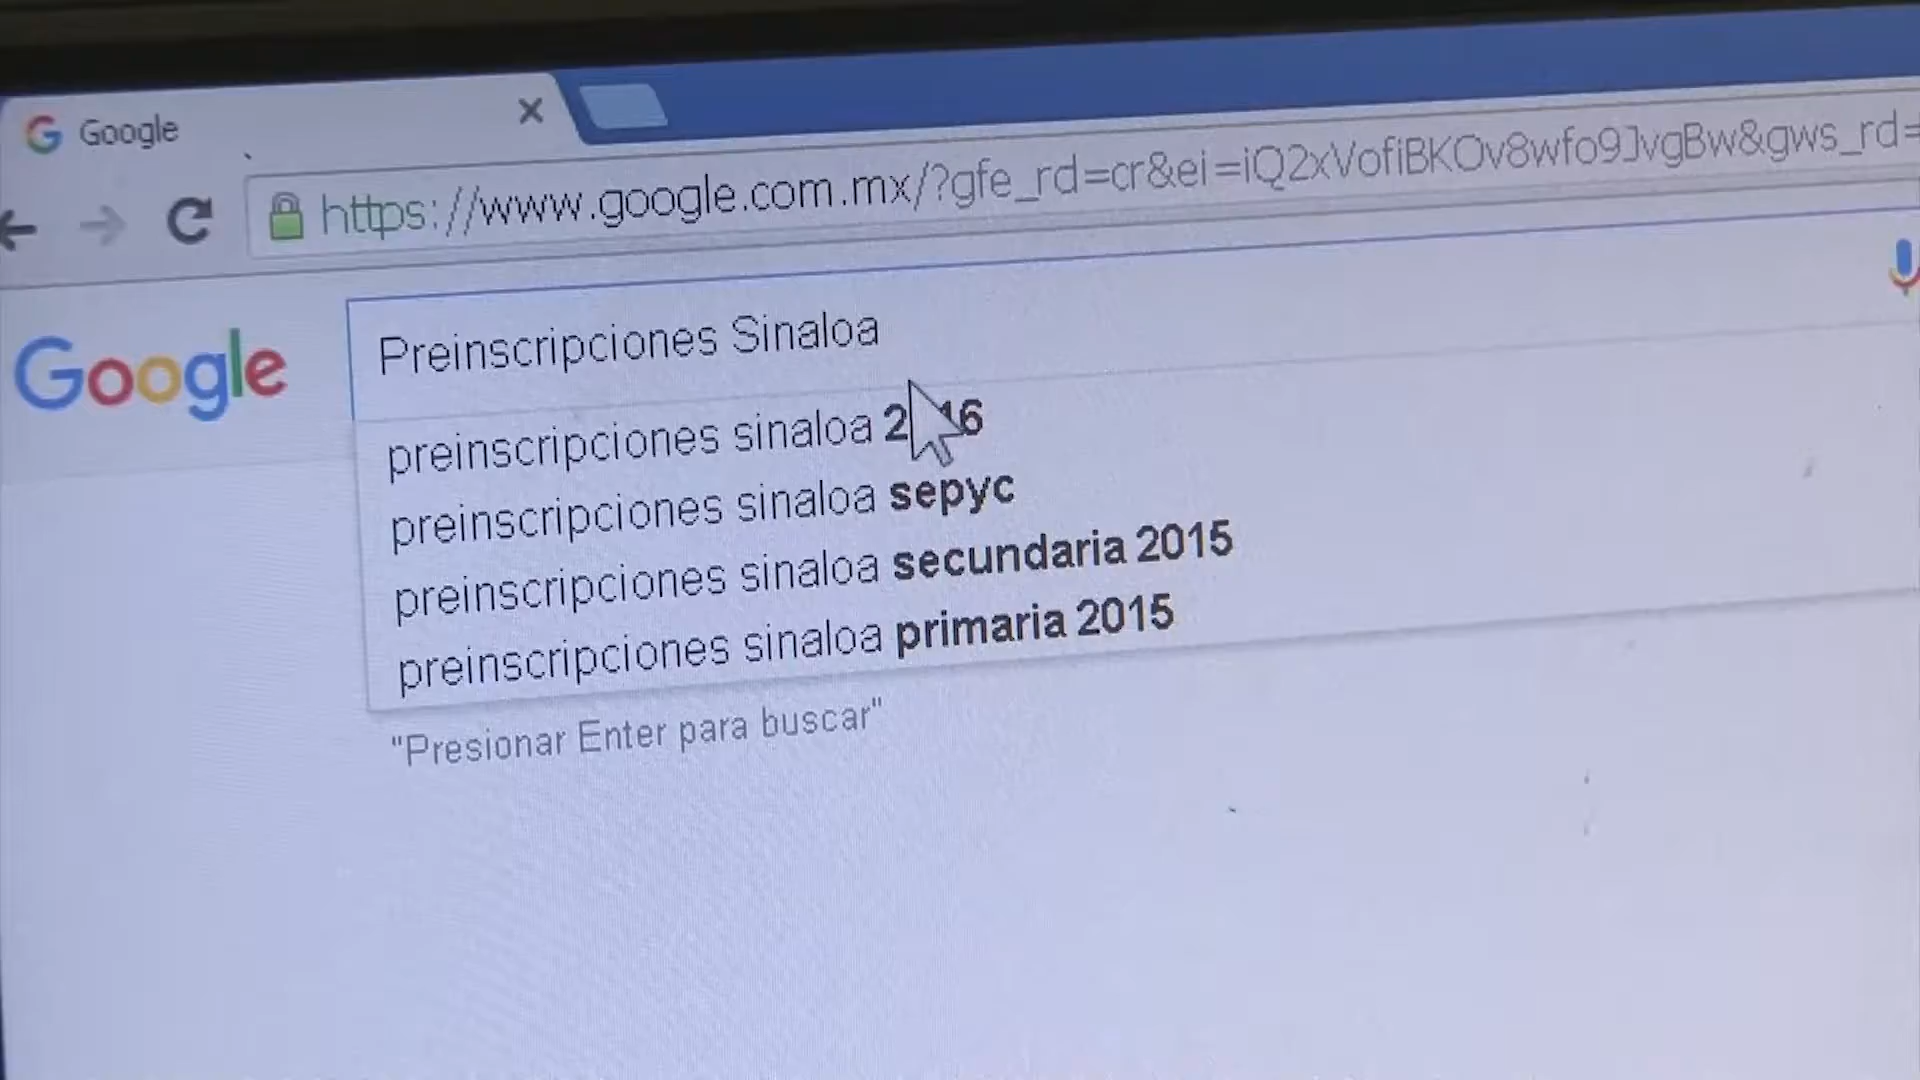 Google
https://www.google.com.mx/?gfe_rd=cr&ei=iQ2xVofiBKOv8wfo9JvgBw&gws_rd=
Google
Preinscripciones Sinaloa
preinscripciones sinaloa
preinscripciones sinaloa sepyc
preinscripciones sinaloa secundaria 2015
preinscripciones sinaloa primaria 2015
"Presionar Enter para buscar"